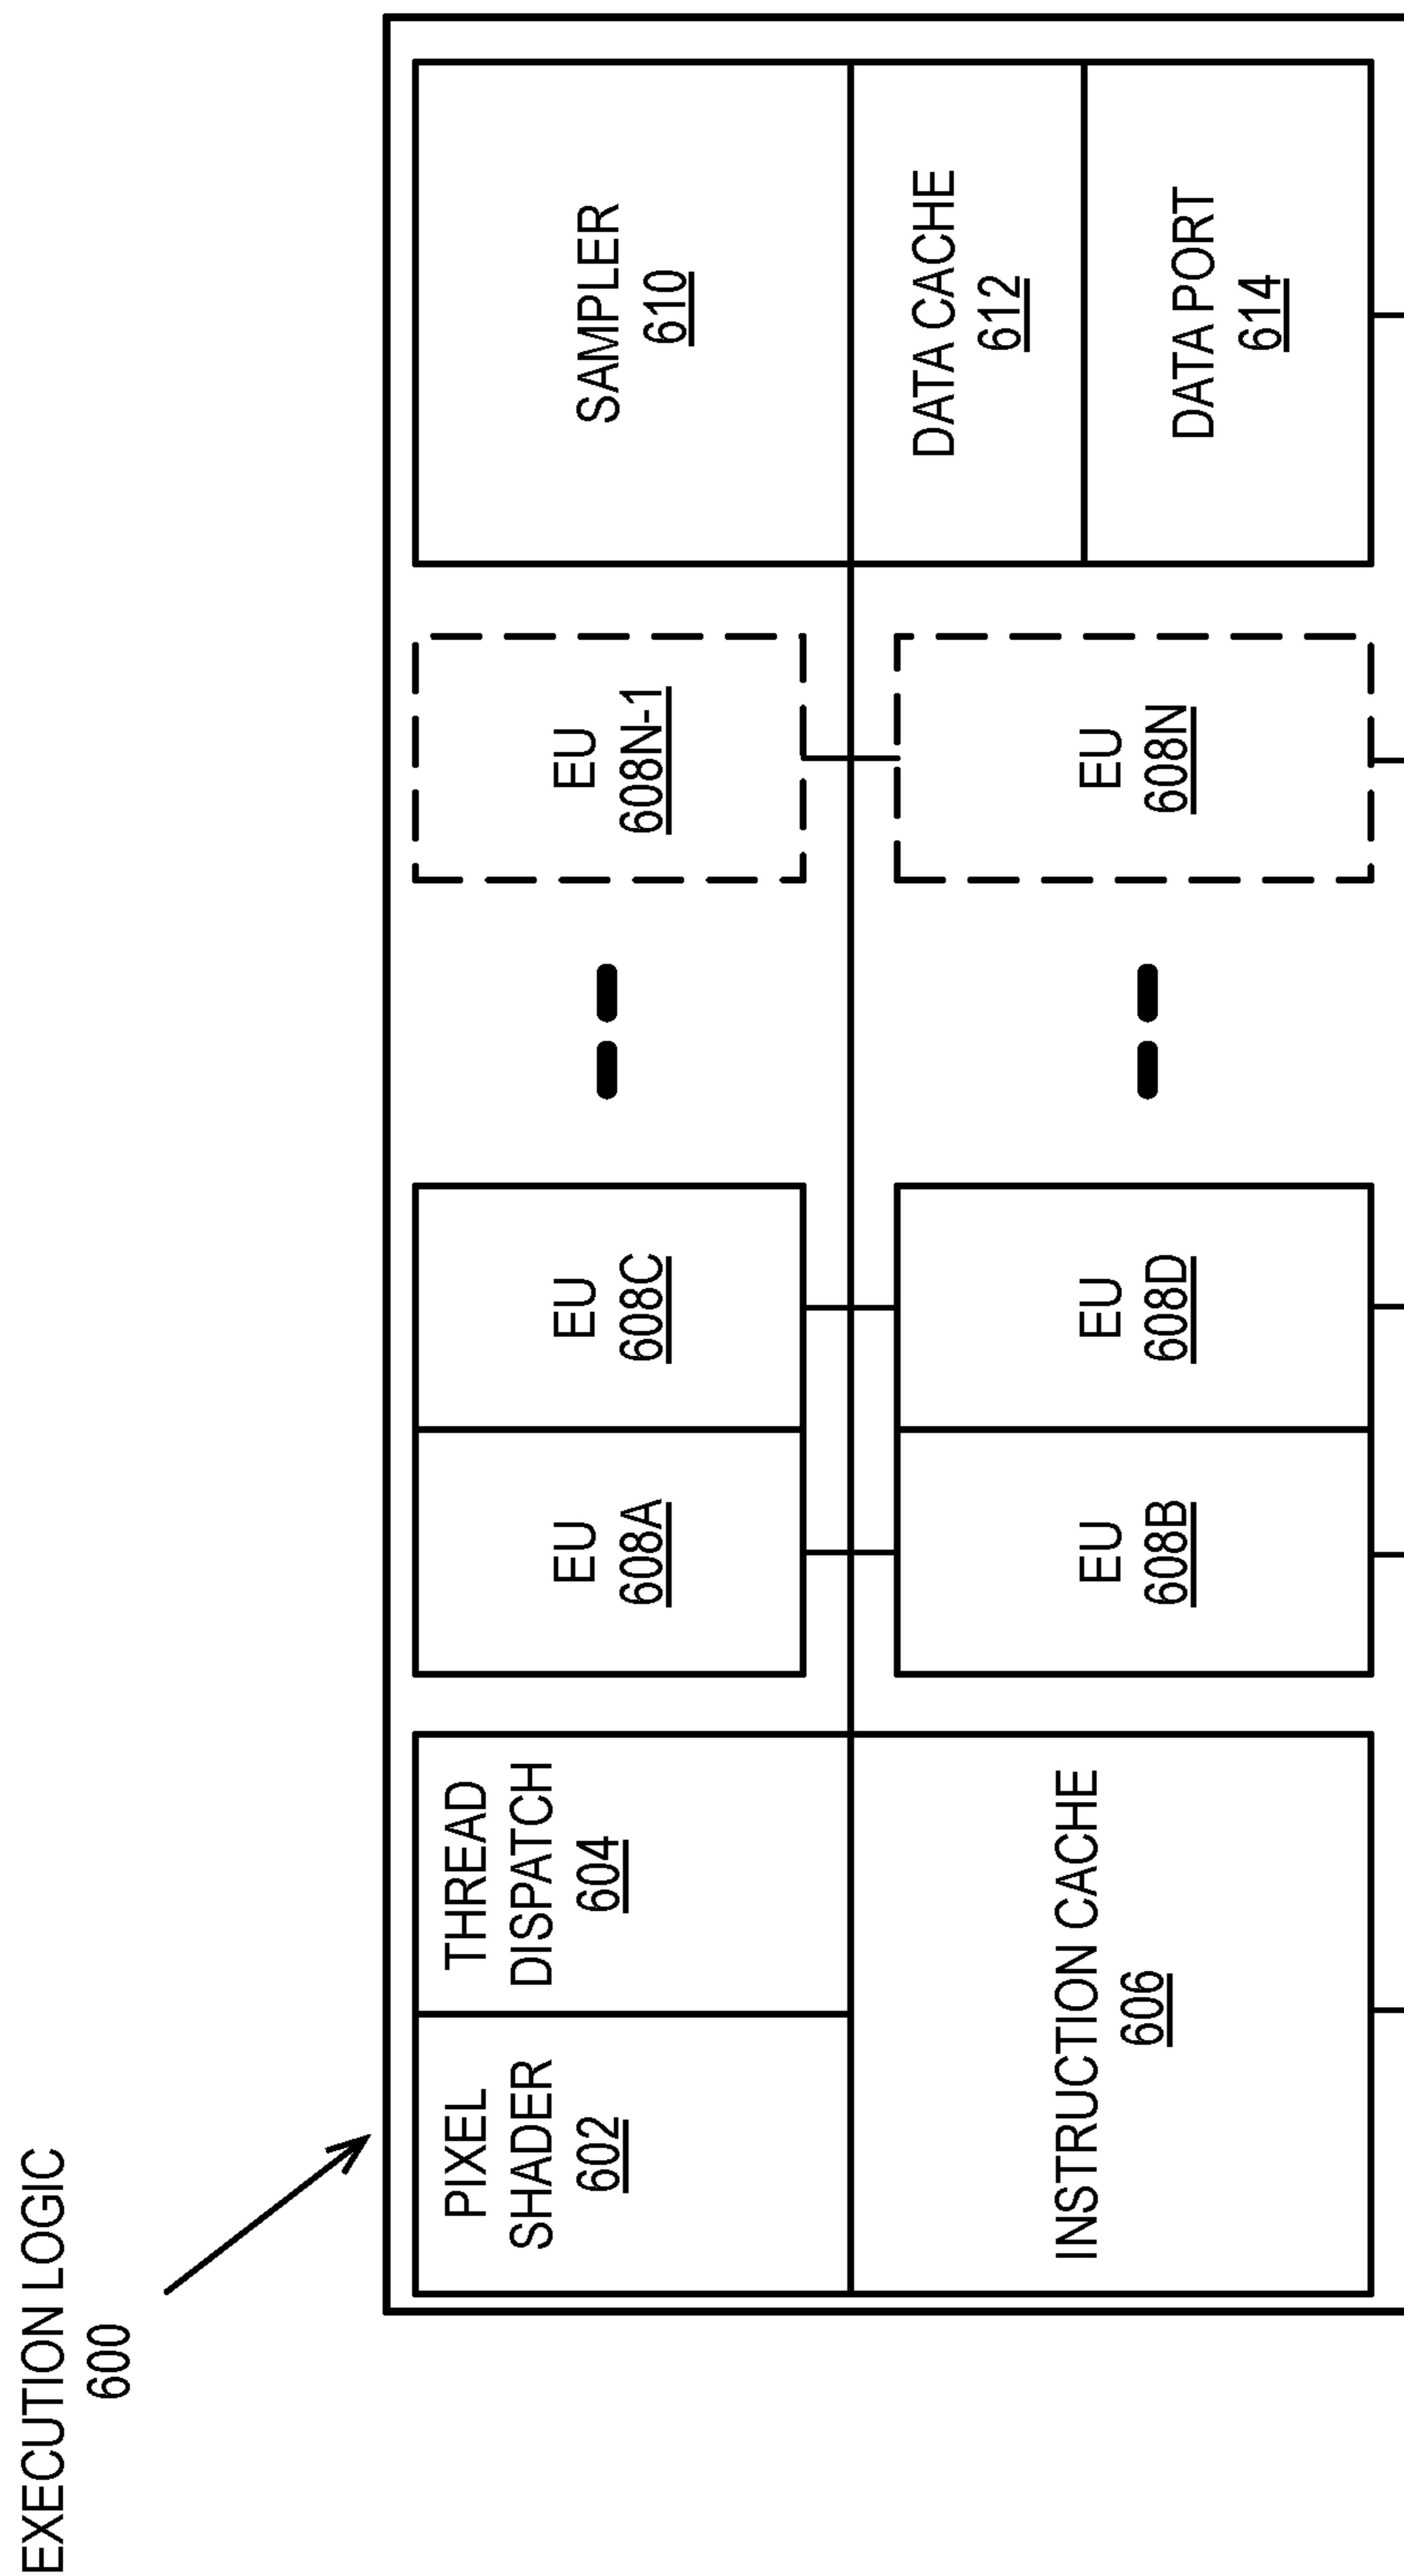 EXECUTION LOGIC
600
PIXEL
SHADER
602
THREAD
DISPATCH
604
EU
608A
EU
608C
EU
608N-1
SAMPLER
610
INSTRUCTION CACHE
606
EU
608B
EU
608D
EU
608N
DATA CACHE
612
DATA PORT
614